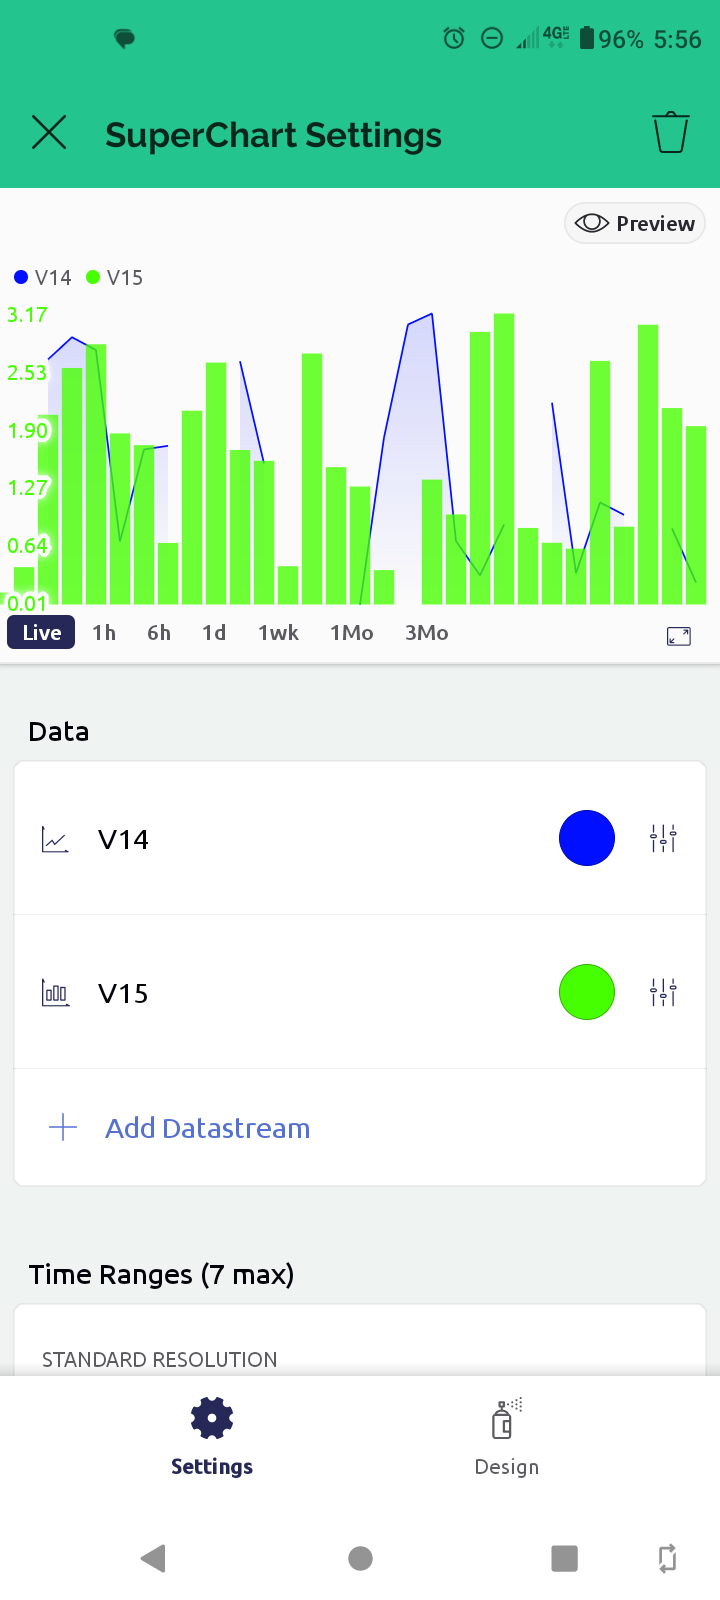 4G LTE 96% 5:56
SuperChart Settings
Preview
V14 V15
3.17
2.53
1.90
1.27
0.64
0.01
Live 1h 6h 1d 1wk 1Mo 3Mo
Data
V14
V15
Add Datastream
Time Ranges (7 max)
STANDARD RESOLUTION
Settings Design